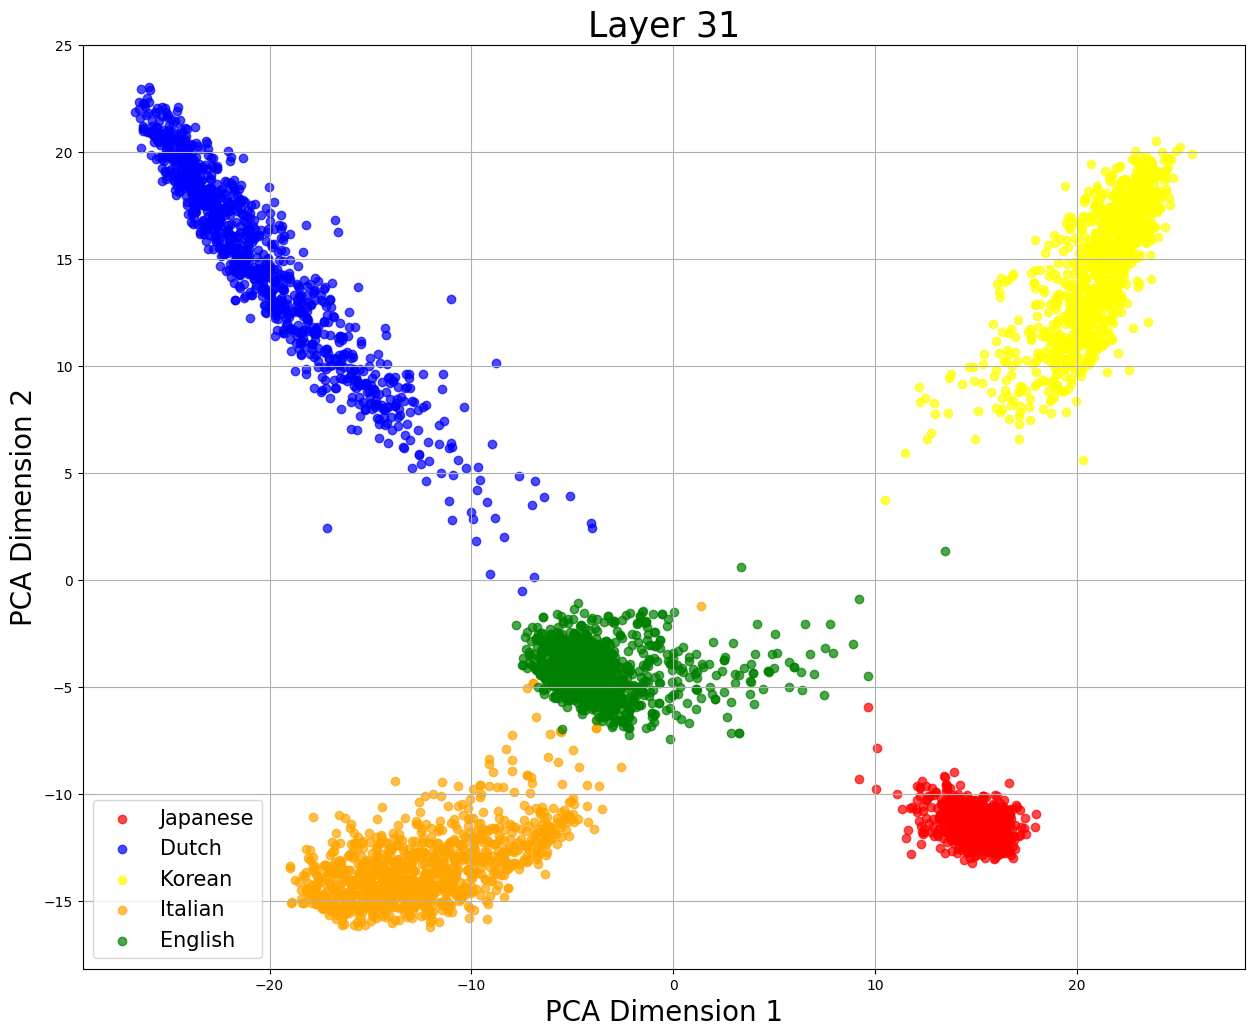 Layer 31
PCA Dimension 2
25
20
15
10
5
0
−5
−10
−15
Japanese
Dutch
Korean
Italian
English
−20
−10
0
10
20
PCA Dimension 1